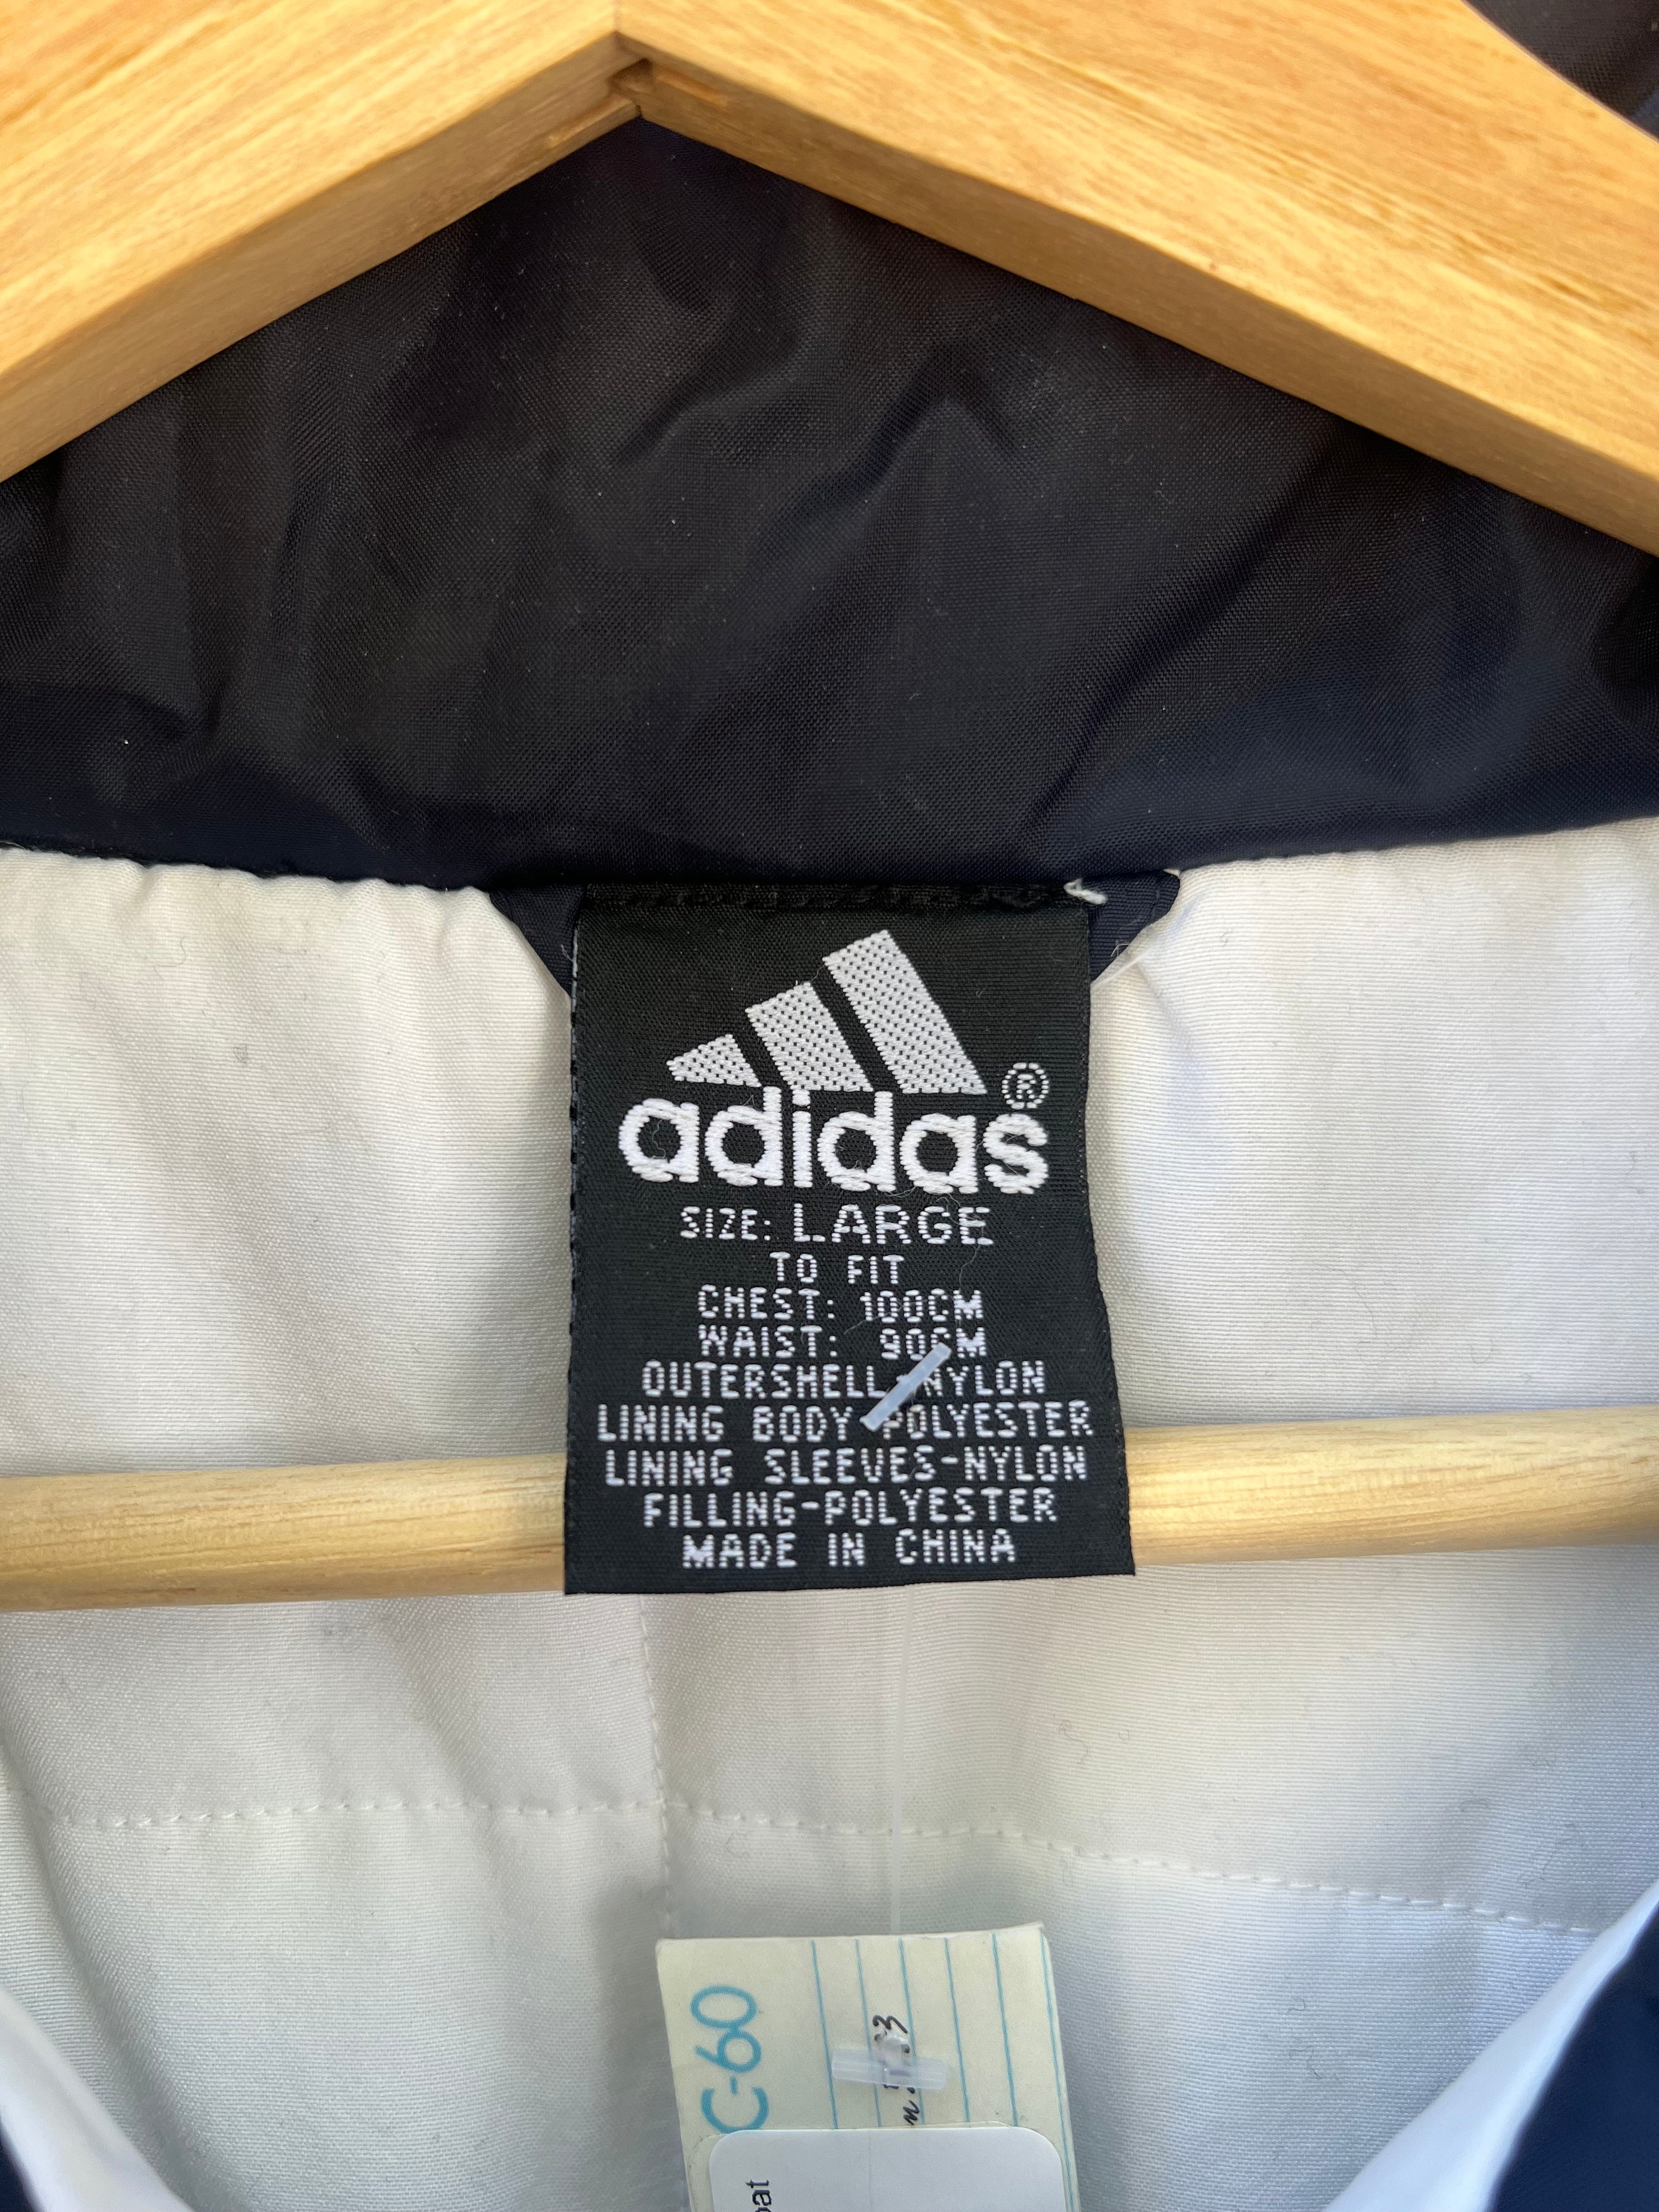 adidas®
SIZE: LARGE
TO FIT
CHEST: 100CM
WAIST: 90CM
OUTERSHELL-NYLON
LINING BODY-POLYESTER
LINING SLEEVES-NYLON
FILLING-POLYESTER
MADE IN CHINA
C-60